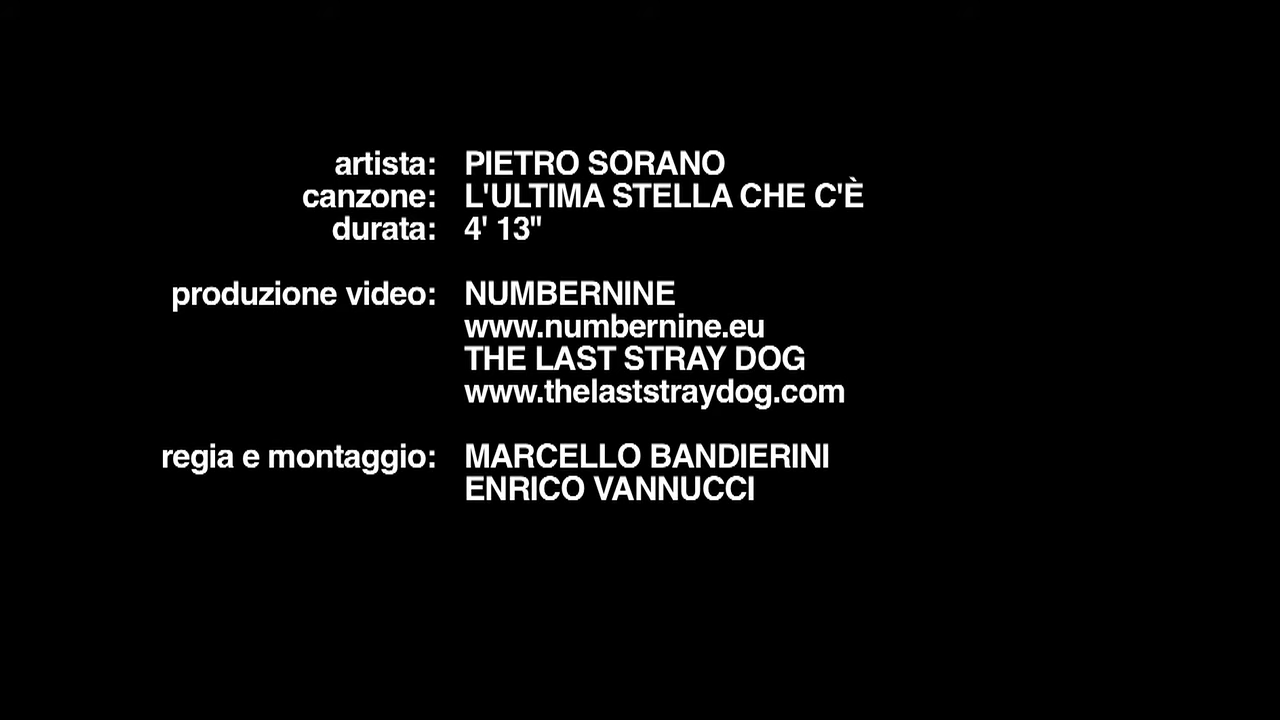 artista: PIETRO SORANO
canzone: L'ULTIMA STELLA CHE C'È
durata: 4' 13"
produzione video: NUMBERNINE
www.numbernine.eu
THE LAST STRAY DOG
www.thelaststraydog.com
regia e montaggio: MARCELLO BANDIERINI
ENRICO VANNUCCI